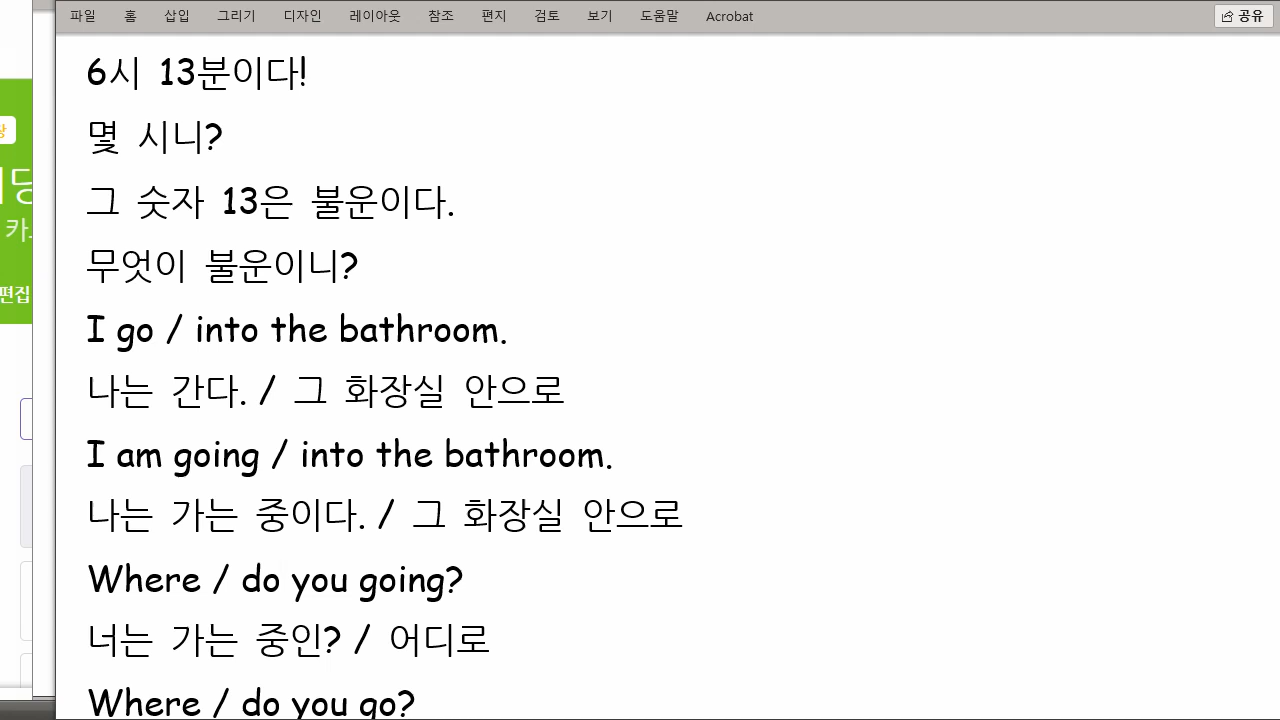 파일 홈 삽입 그리기 디자인 레이아웃 참조 편지 검토 보기 도움말 Acrobat 공유
6시 13분이다!
몇 시니?
그 숫자 13은 불운이다.
무엇이 불운이니?
I go / into the bathroom.
나는 간다. / 그 화장실 안으로
I am going / into the bathroom.
나는 가는 중이다. / 그 화장실 안으로
Where / do you going?
너는 가는 중인? / 어디로
Where / do you go?
편집